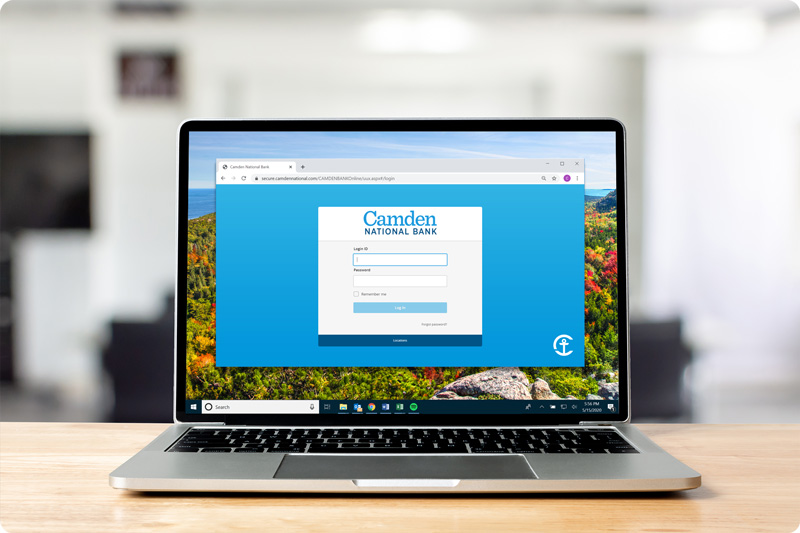 Camden National Bank
secure.camdennational.com/CAMDENBANKOnline/uux.aspx#/login
Camden
NATIONAL BANK
Login ID
Password
Remember me
Log In
Forgot password?
Locations
Search
5:56 PM
5/15/2020